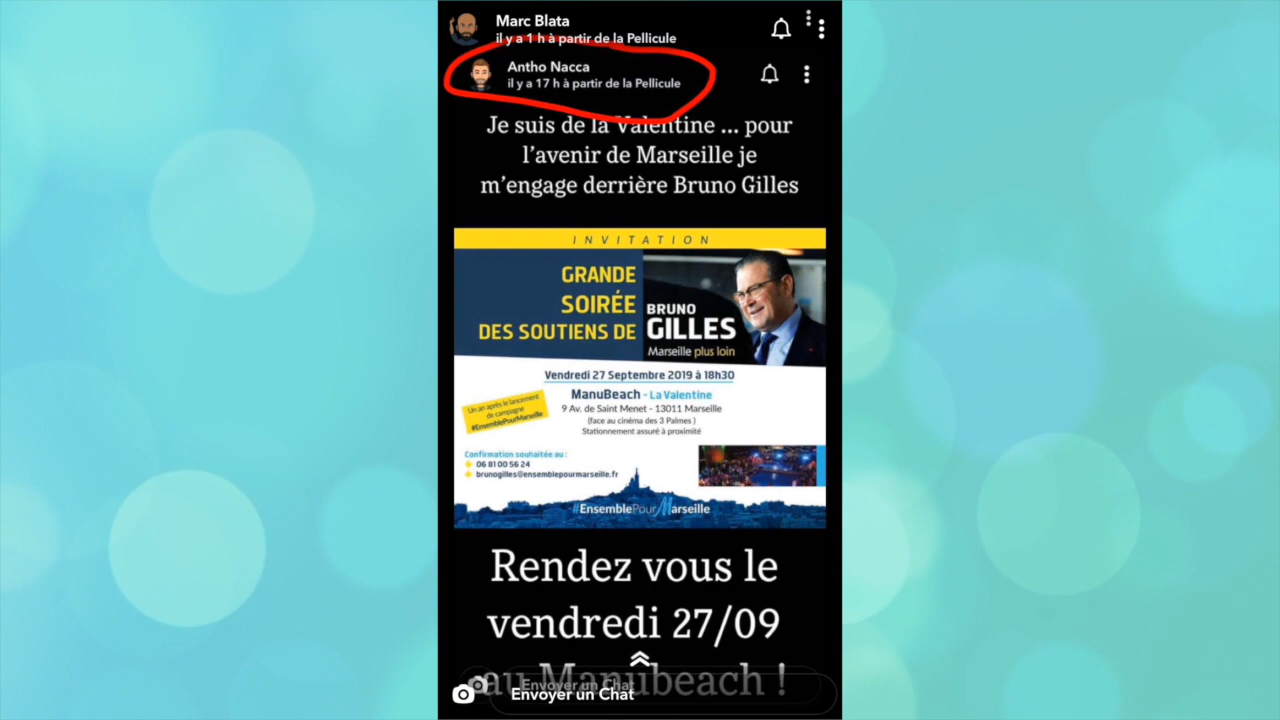 Marc Blata
il y a 1 h à partir de la Pellicule
Antho Nacca
il y a 17 h à partir de la Pellicule
Je suis de la Valentine ... pour
l'avenir de Marseille je
m'engage derrière Bruno Gilles
INVITATION
GRANDE
SOIRÉE
DES SOUTIENS DE
BRUNO
GILLES
Marseille plus loin
Vendredi 27 Septembre 2019 à 18h30
ManuBeach - La Valentine
9 Av. de Saint Menet - 13011 Marseille
(face au cinéma des 3 Palmes )
Stationnement assuré à proximité
Un an après le lancement
de campagne
#EnsemblePourMarseille
Confirmation souhaitée au :
06 81 00 56 24
brunogilles@ensemblepourmarseille.fr
#EnsemblePourMarseille
Rendez vous le
vendredi 27/09
au Manubeach !
Envoyer un Chat
Envoyer un Chat